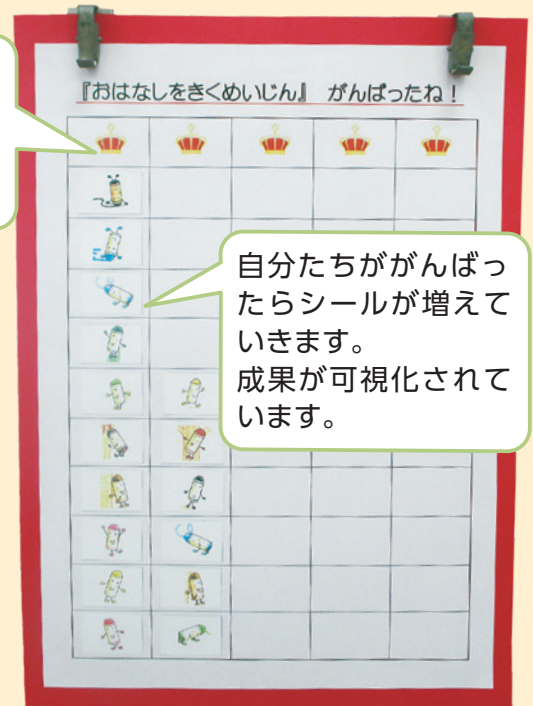 『おはなしをきくめいじん』 がんばったね！
自分たちががんばっ
たらシールが増えて
いきます。
成果が可視化されて
います。